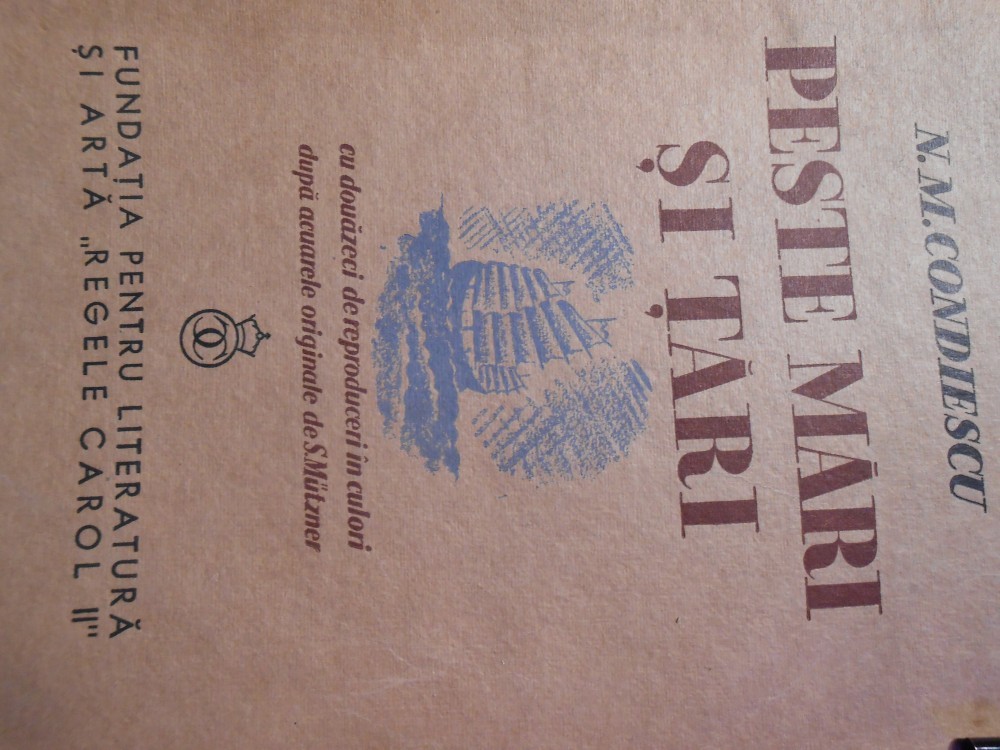 N. M. CONDIESCU
PESTE MĂRI
ȘI ȚĂRI
cu douăzeci de reproduceri în culori
după acuarele originale de S. Mützner
FUNDAȚIA PENTRU LITERATURĂ
ȘI ARTĂ „REGELE CAROL II"